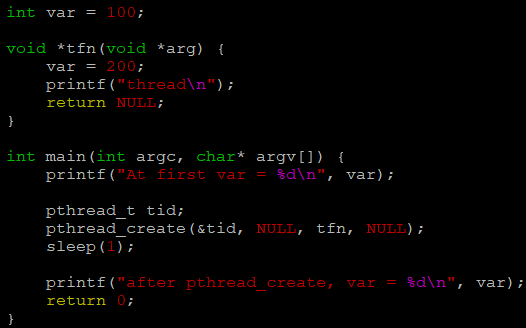 int var = 100;

void *tfn(void *arg) {
    var = 200;
    printf("thread\n");
    return NULL;
}

int main(int argc, char* argv[]) {
    printf("At first var = %d\n", var);

    pthread_t tid;
    pthread_create(&tid, NULL, tfn, NULL);
    sleep(1);

    printf("after pthread_create, var = %d\n", var);
    return 0;
}